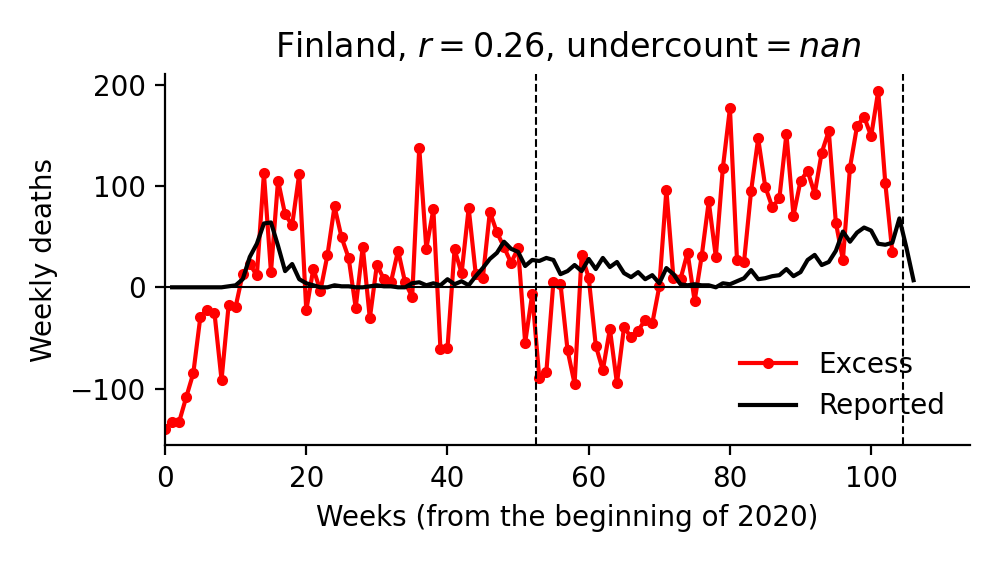 Finland, r = 0.26, undercount = nan
Weekly deaths
200
100
0
−100
Excess
Reported
0 20 40 60 80 100
Weeks (from the beginning of 2020)